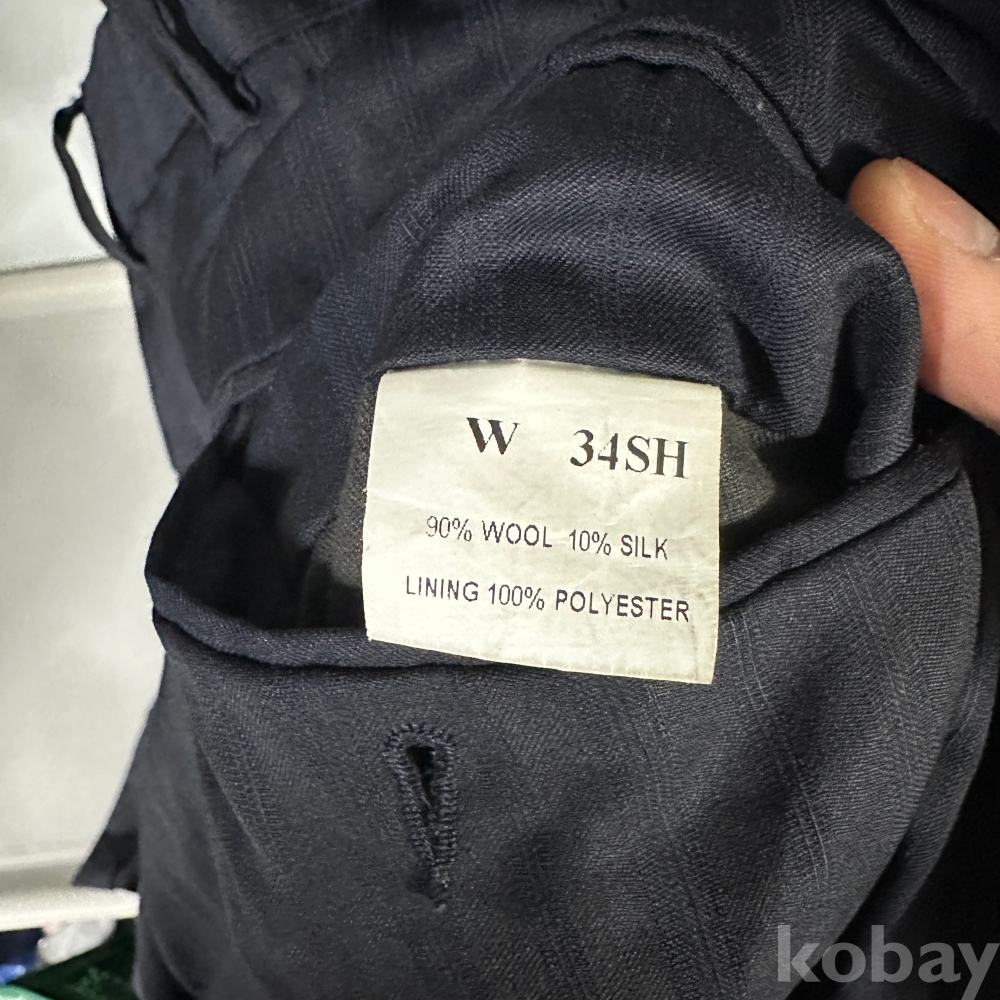 W 34SH
90% WOOL 10% SILK
LINING 100% POLYESTER
kobay